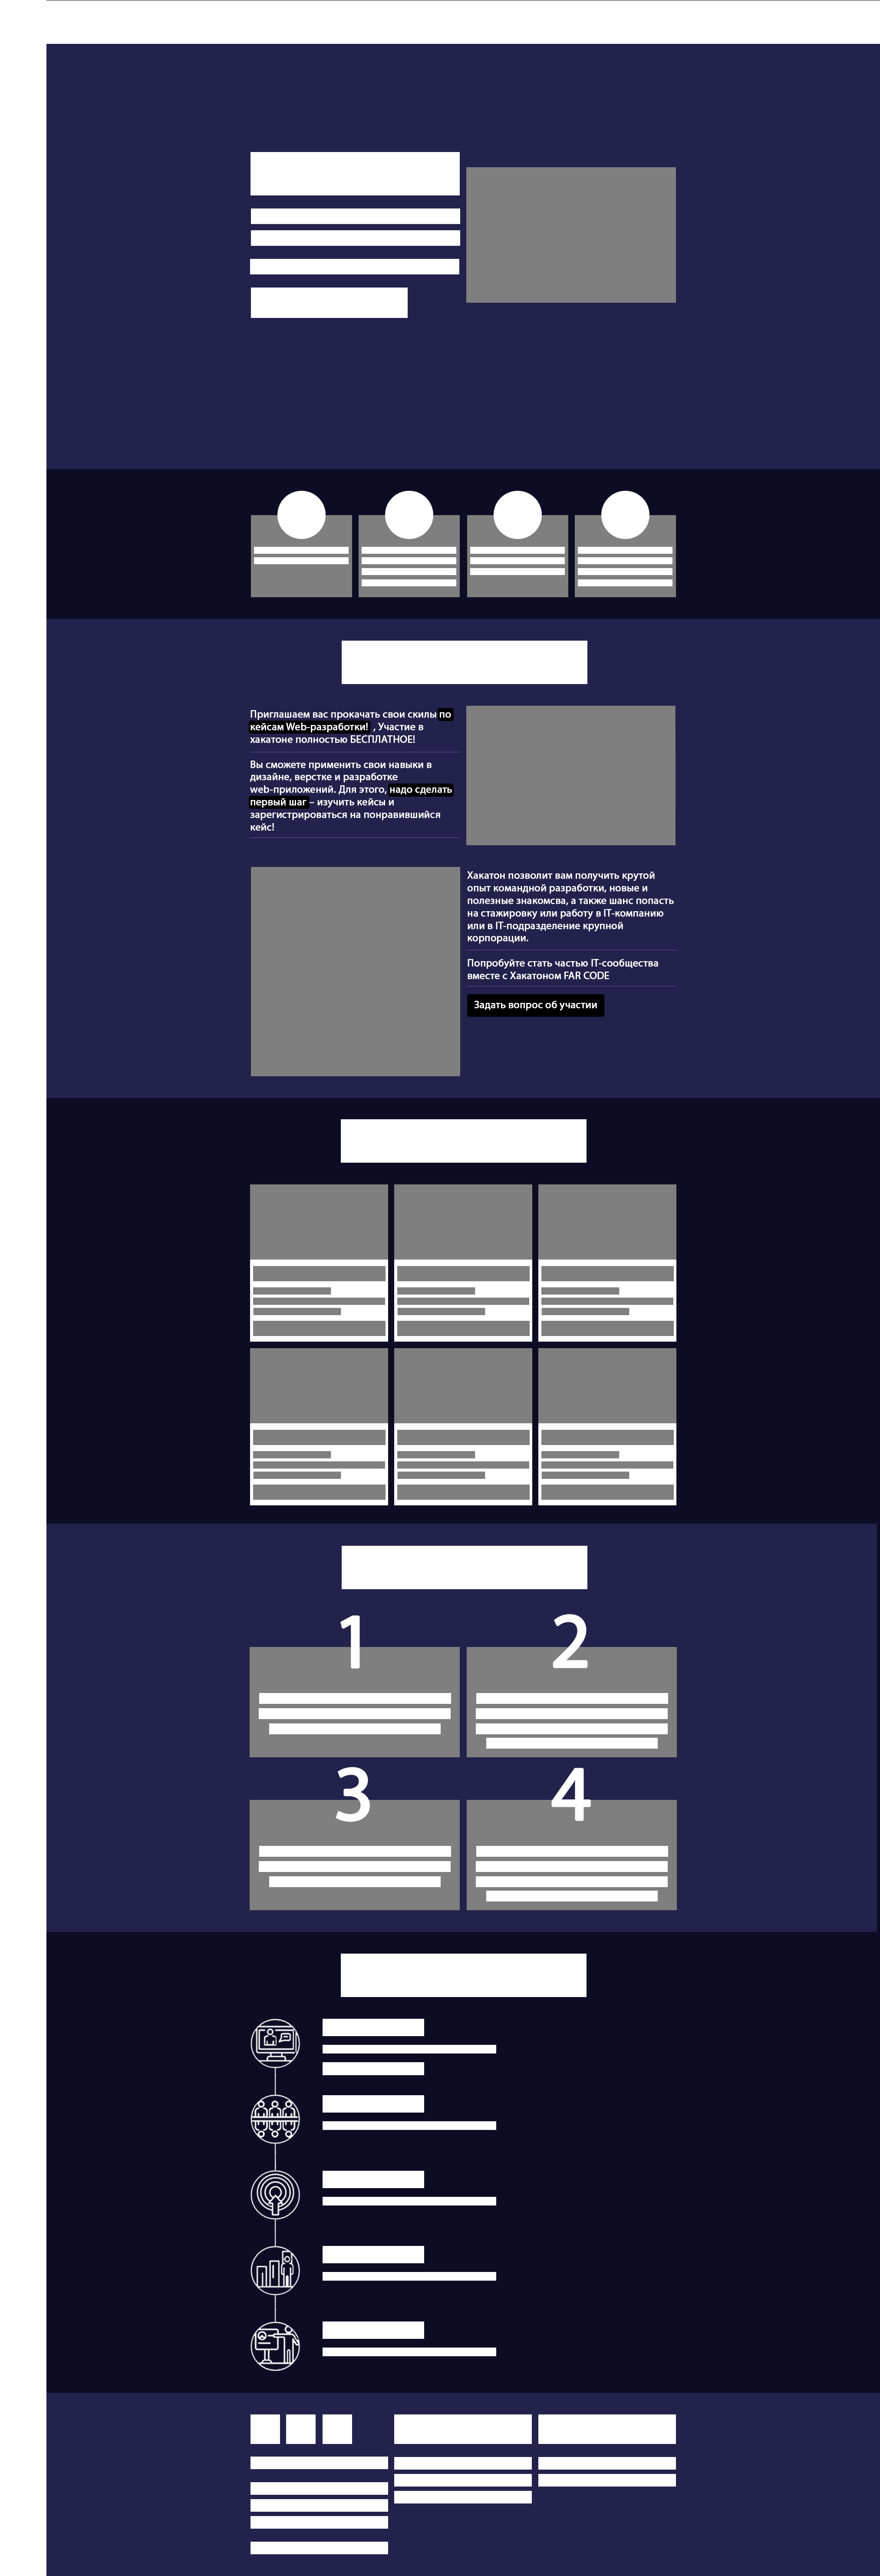 Приглашаем вас прокачать свои скилы по
кейсам Web-разработки! , Участие в
хакатоне полностью БЕСПЛАТНОЕ!
Вы сможете применить свои навыки в
дизайне, верстке и разработке
web-приложений. Для этого, надо сделать
первый шаг – изучить кейсы и
зарегистрироваться на понравившийся
кейс!
Хакатон позволит вам получить крутой
опыт командной разработки, новые и
полезные знакомсва, а также шанс попасть
на стажировку или работу в IT-компанию
или в IT-подразделение крупной
корпорации.
Попробуйте стать частью IT-сообщества
вместе с Хакатоном FAR CODE
Задать вопрос об участии
1
2
3
4